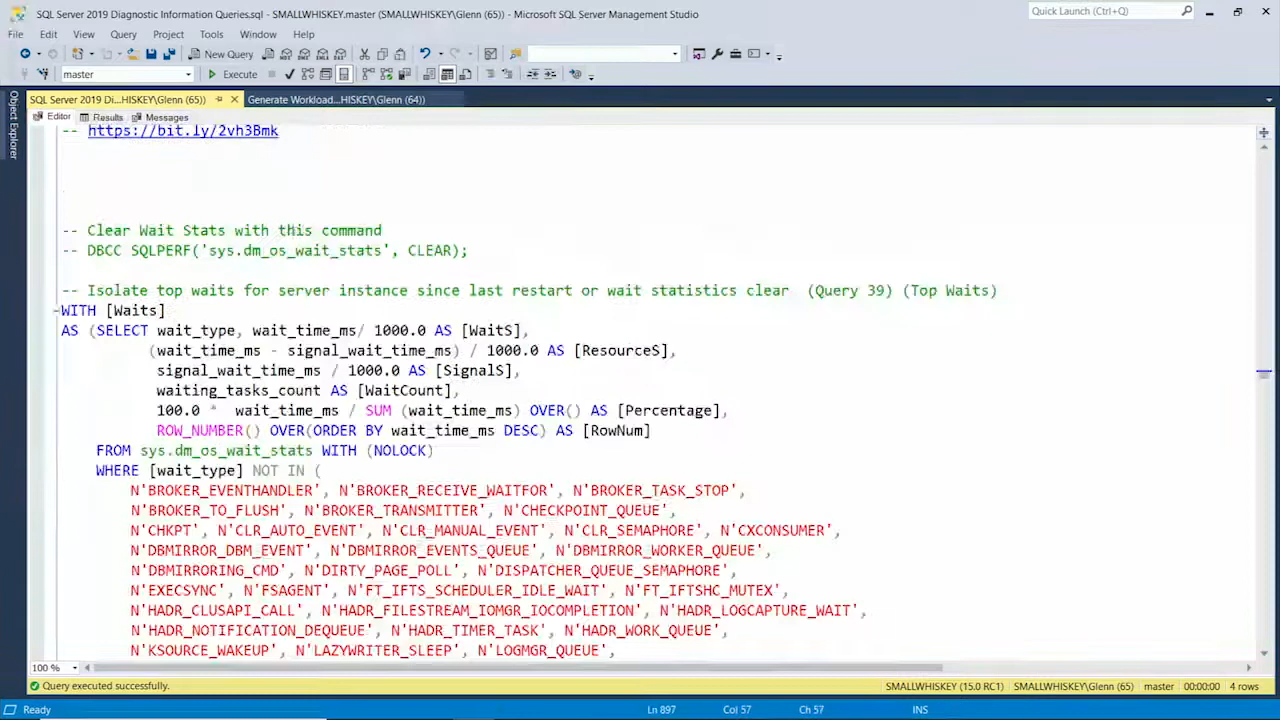 SQL Server 2019 Diagnostic Information Queries.sql - SMALLWHISKEY.master (SMALLWHISKEY\Glenn (65)) - Microsoft SQL Server Management Studio
Quick Launch (Ctrl+Q)
File Edit View Query Project Tools Window Help
New Query
master Execute
Object Explorer
SQL Server 2019 Di...HISKEY\Glenn (65)) Generate Workload...HISKEY\Glenn (64))
Editor Results Messages
-- https://bit.ly/2vh3Bmk
-- Clear Wait Stats with this command
-- DBCC SQLPERF('sys.dm_os_wait_stats', CLEAR);
-- Isolate top waits for server instance since last restart or wait statistics clear  (Query 39) (Top Waits)
WITH [Waits]
AS (SELECT wait_type, wait_time_ms/ 1000.0 AS [WaitS],
(wait_time_ms - signal_wait_time_ms) / 1000.0 AS [ResourceS],
signal_wait_time_ms / 1000.0 AS [SignalS],
waiting_tasks_count AS [WaitCount],
100.0 *  wait_time_ms / SUM (wait_time_ms) OVER() AS [Percentage],
ROW_NUMBER() OVER(ORDER BY wait_time_ms DESC) AS [RowNum]
FROM sys.dm_os_wait_stats WITH (NOLOCK)
WHERE [wait_type] NOT IN (
N'BROKER_EVENTHANDLER', N'BROKER_RECEIVE_WAITFOR', N'BROKER_TASK_STOP',
N'BROKER_TO_FLUSH', N'BROKER_TRANSMITTER', N'CHECKPOINT_QUEUE',
N'CHKPT', N'CLR_AUTO_EVENT', N'CLR_MANUAL_EVENT', N'CLR_SEMAPHORE', N'CXCONSUMER',
N'DBMIRROR_DBM_EVENT', N'DBMIRROR_EVENTS_QUEUE', N'DBMIRROR_WORKER_QUEUE',
N'DBMIRRORING_CMD', N'DIRTY_PAGE_POLL', N'DISPATCHER_QUEUE_SEMAPHORE',
N'EXECSYNC', N'FSAGENT', N'FT_IFTS_SCHEDULER_IDLE_WAIT', N'FT_IFTSHC_MUTEX',
N'HADR_CLUSAPI_CALL', N'HADR_FILESTREAM_IOMGR_IOCOMPLETION', N'HADR_LOGCAPTURE_WAIT',
N'HADR_NOTIFICATION_DEQUEUE', N'HADR_TIMER_TASK', N'HADR_WORK_QUEUE',
N'KSOURCE_WAKEUP', N'LAZYWRITER_SLEEP', N'LOGMGR_QUEUE',
100 %
Query executed successfully. SMALLWHISKEY (15.0 RC1) SMALLWHISKEY\Glenn (65) master 00:00:00 4 rows
Ready Ln 897 Col 57 Ch 57 INS